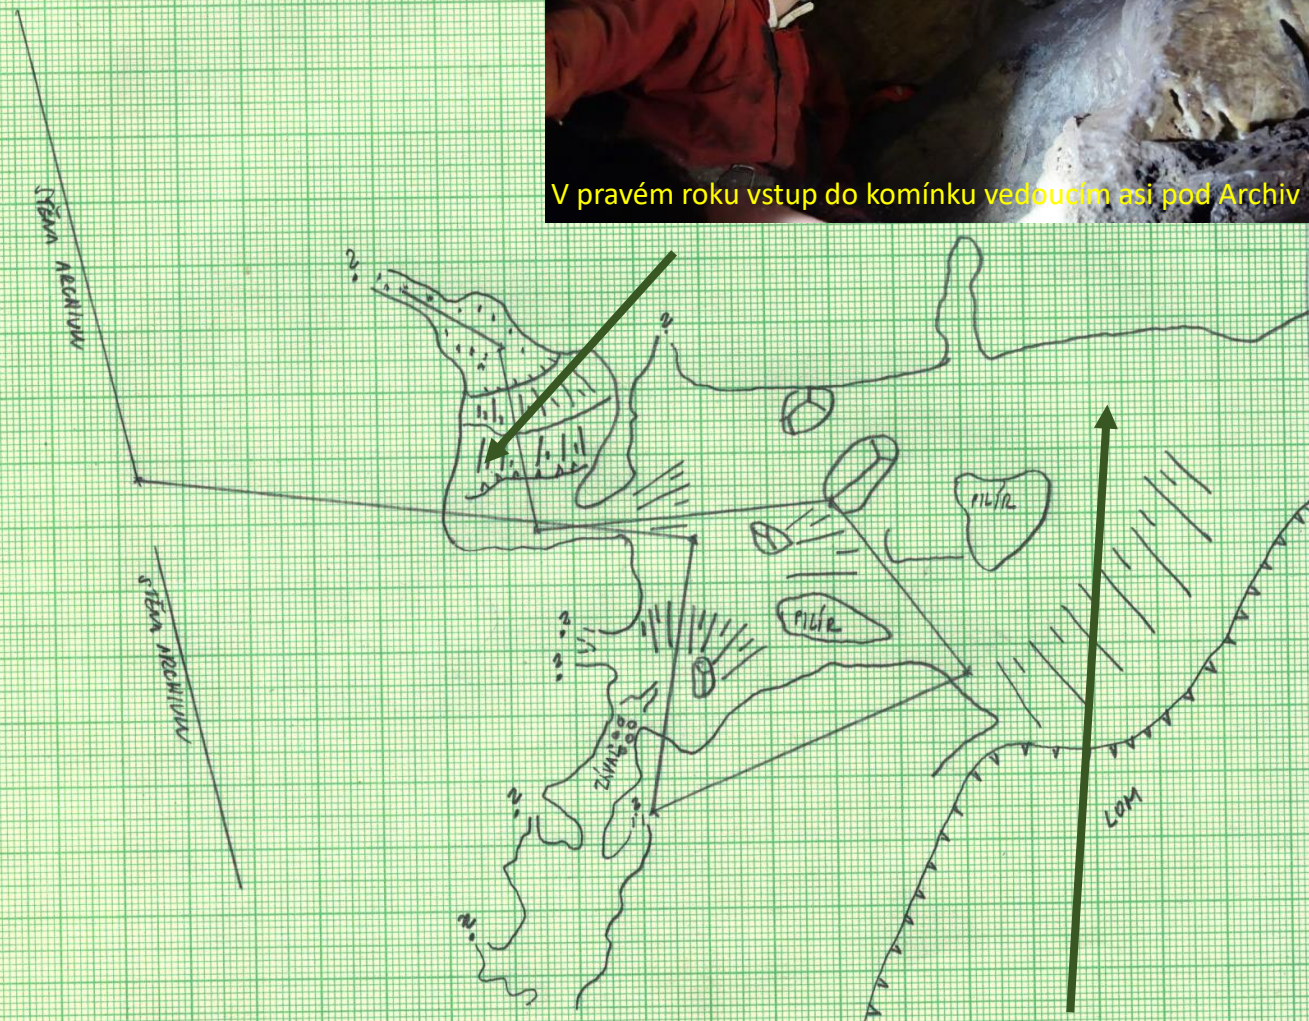 V pravém roku vstup do komínku vedoucím asi pod Archiv
STĚNA ARCHIVU
?
?
PILÍŘ
PILÍŘ
?
?
STĚNA ARCHIVU
ZÁVAL
?
?
LOM
?